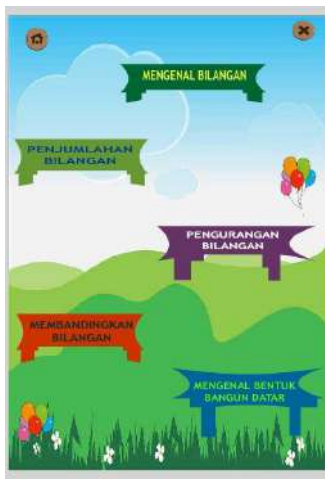 MENGENAL BILANGAN
PENJUMLAHAN
BILANGAN
PENGURANGAN
BILANGAN
MEMBANDINGKAN
BILANGAN
MENGENAL BENTUK
BANGUN DATAR